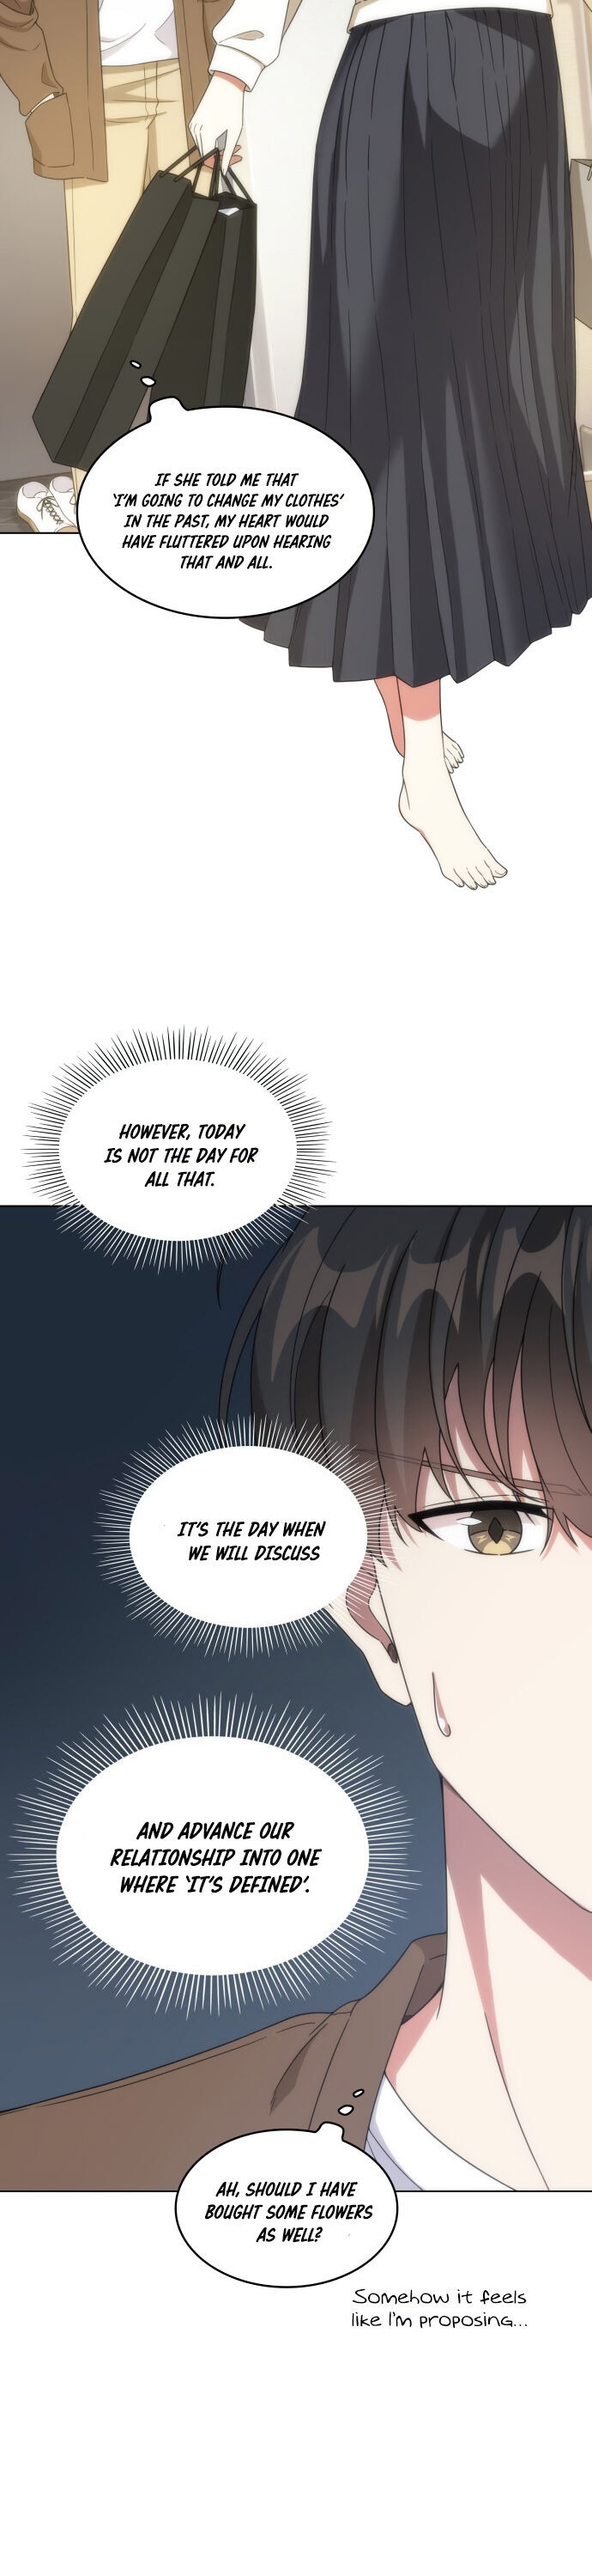 IF SHE TOLD ME THAT
'I'M GOING TO CHANGE MY CLOTHES'
IN THE PAST, MY HEART WOULD
HAVE FLUTTERED UPON HEARING
THAT AND ALL.
HOWEVER, TODAY
IS NOT THE DAY FOR
ALL THAT.
IT'S THE DAY WHEN
WE WILL DISCUSS
AND ADVANCE OUR
RELATIONSHIP INTO ONE
WHERE 'IT'S DEFINED'.
AH, SHOULD I HAVE
BOUGHT SOME FLOWERS
AS WELL?
Somehow it feels
like I'm proposing...